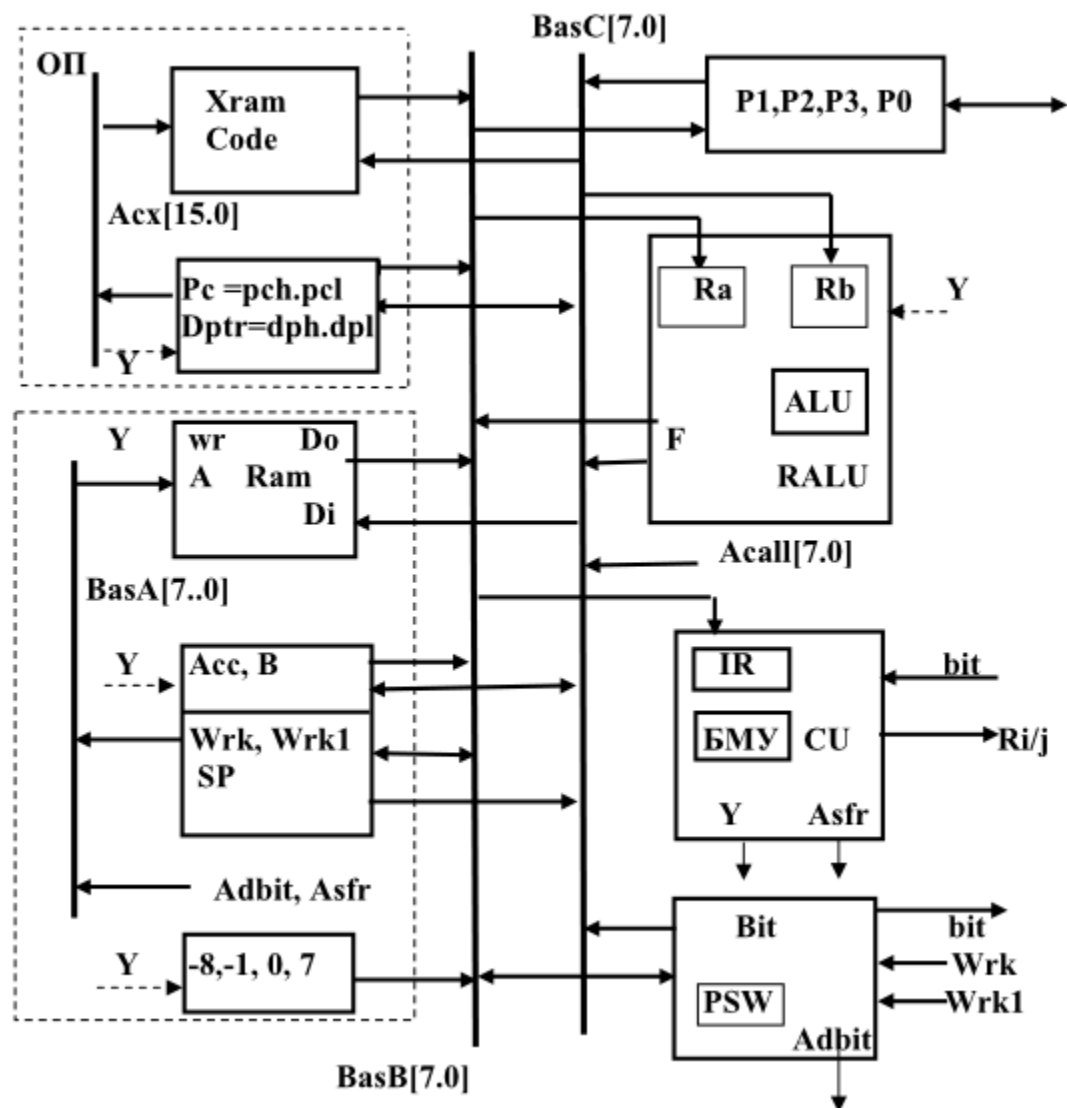 BasC[7.0]
ОП
Xram
Code
P1,P2,P3, P0
Acx[15.0]
Pc =pch.pcl
Dptr=dph.dpl
Y
Ra
Rb
Y
ALU
F
RALU
Y
wr Do
A Ram
Di
BasA[7..0]
Acall[7.0]
Y
Acc, B
Wrk, Wrk1
SP
IR
bit
БМУ CU
Ri/j
Y Asfr
Adbit, Asfr
Y
-8,-1, 0, 7
Bit
bit
Wrk
PSW
Wrk1
Adbit
BasB[7.0]